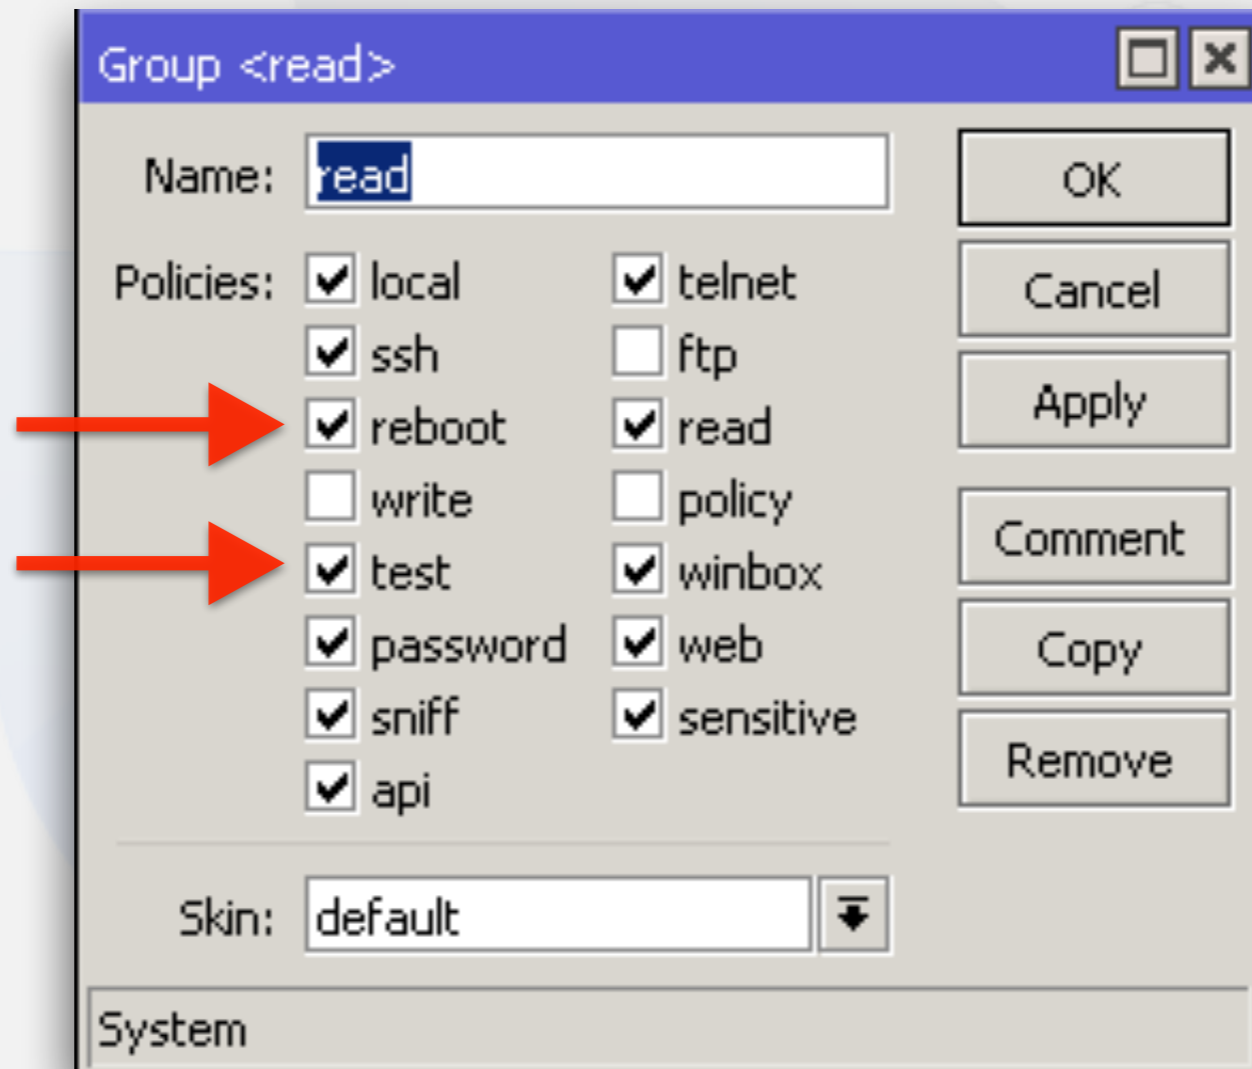 Group <read>
Name: read
OK
Policies: local telnet
Cancel
ssh ftp
reboot read
Apply
write policy
Comment
test winbox
password web
Copy
sniff sensitive
Remove
api
Skin: default
System